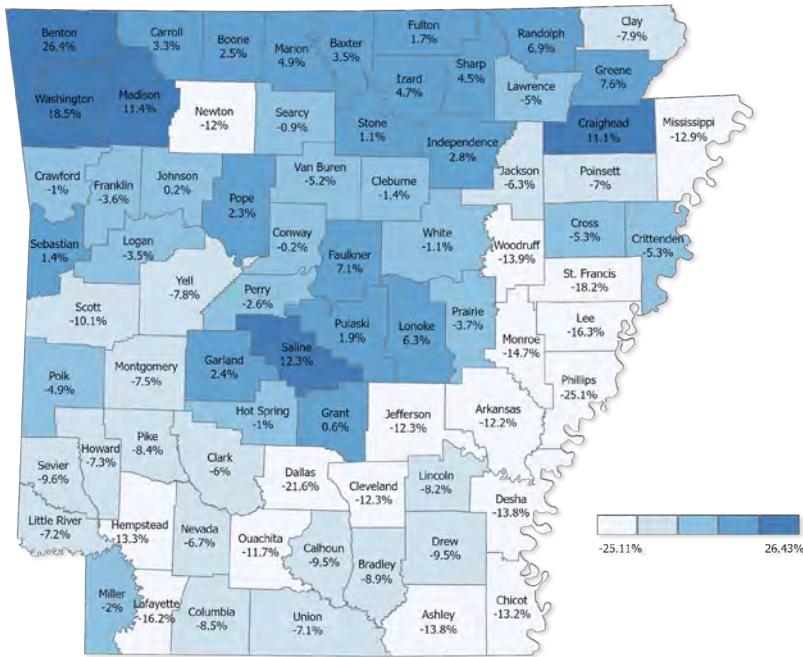 Benton
26.4%
Carroll
3.3%
Boone
2.5%
Marion
4.9%
Baxter
3.5%
Fulton
1.7%
Randolph
6.9%
Clay
-7.9%
Washington
18.5%
Madison
11.4%
Newton
-12%
Searcy
-0.9%
Stone
1.1%
Izard
4.7%
Sharp
4.5%
Lawrence
-5%
Greene
7.6%
Independence
2.8%
Craighead
11.1%
Mississippi
-12.9%
Crawford
-1%
Franklin
-3.6%
Johnson
0.2%
Pope
2.3%
Van Buren
-5.2%
Cleburne
-1.4%
Jackson
-6.3%
Poinsett
-7%
Sebastian
1.4%
Logan
-3.5%
Conway
-0.2%
Faulkner
7.1%
White
-1.1%
Woodruff
-13.9%
Cross
-5.3%
Crittenden
-5.3%
Yell
-7.8%
Perry
-2.6%
St. Francis
-18.2%
Scott
-10.1%
Saline
12.3%
Pulaski
1.9%
Lonoke
6.3%
Prairie
-3.7%
Monroe
-14.7%
Lee
-16.3%
Polk
-4.9%
Montgomery
-7.5%
Garland
2.4%
Phillips
-25.1%
Hot Spring
-1%
Grant
0.6%
Jefferson
-12.3%
Arkansas
-12.2%
Sevier
-9.6%
Howard
-7.3%
Pike
-8.4%
Clark
-6%
Dallas
-21.6%
Cleveland
-12.3%
Lincoln
-8.2%
Desha
-13.8%
Little River
-7.2%
Hempstead
-13.3%
Nevada
-6.7%
Ouachita
-11.7%
Calhoun
-9.5%
Bradley
-8.9%
Drew
-9.5%
Miller
-2%
Lafayette
-16.2%
Columbia
-8.5%
Union
-7.1%
Ashley
-13.8%
Chicot
-13.2%
-25.11%
26.43%